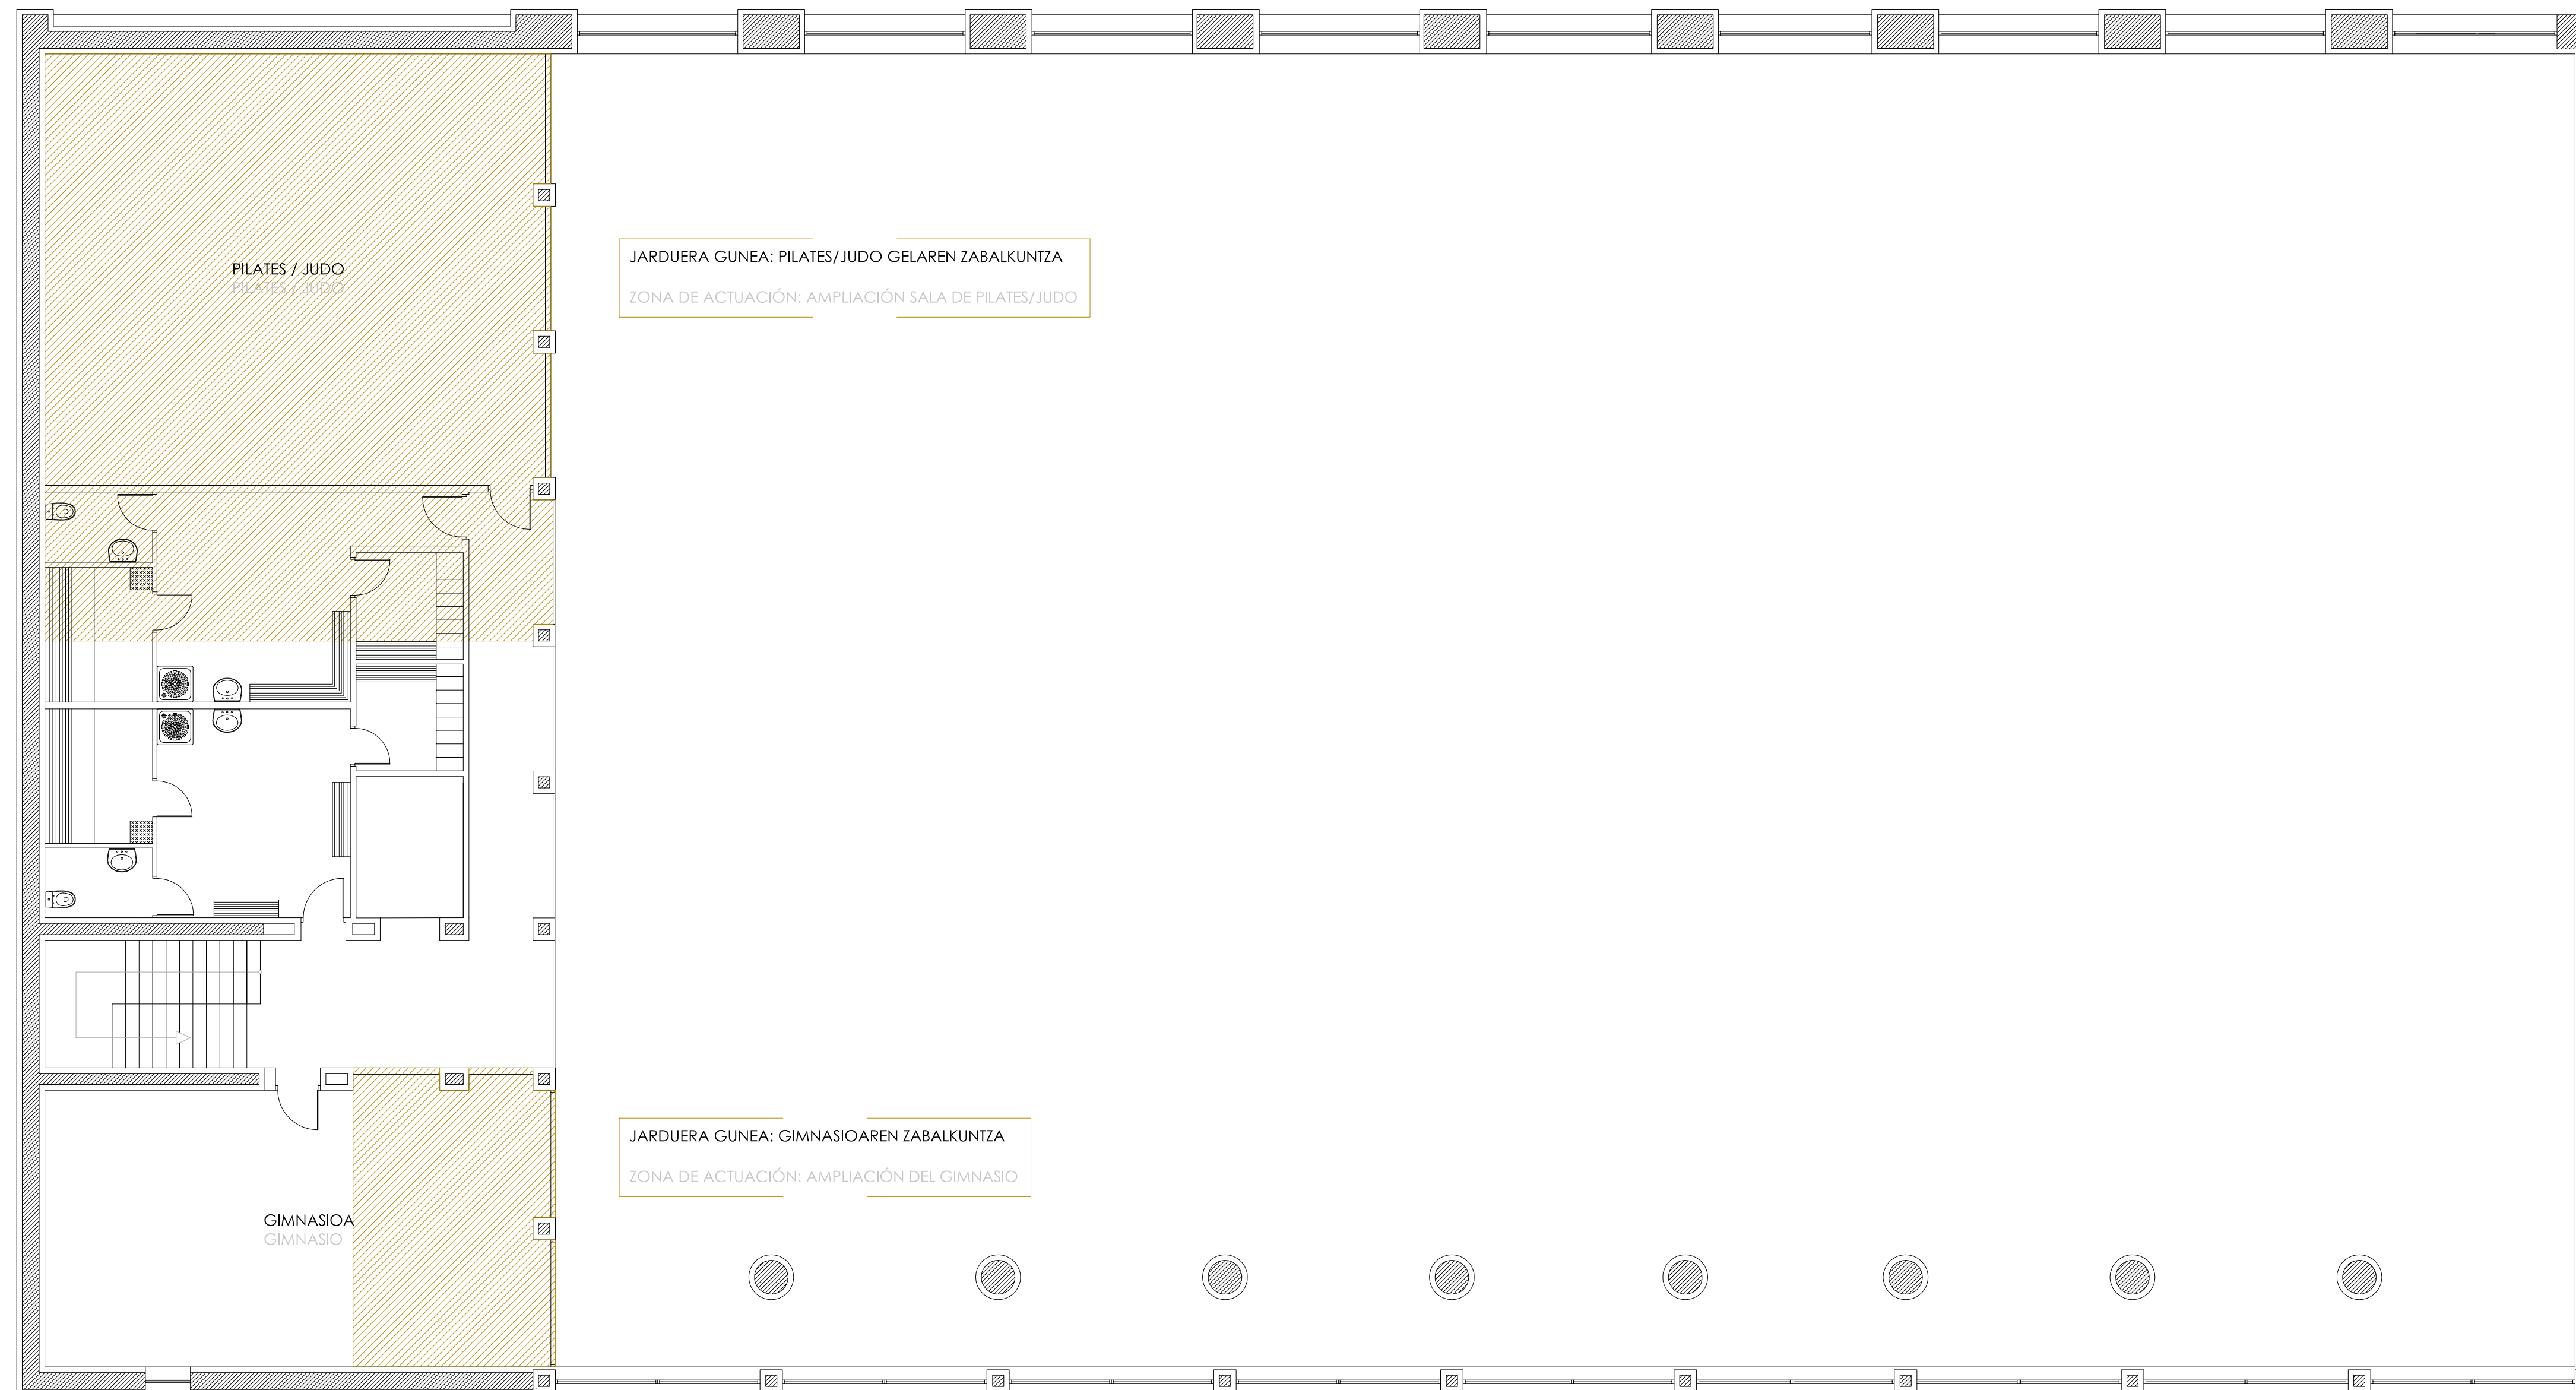 PILATES / JUDO
PILATES / JUDO
JARDUERA GUNEA: PILATES/JUDO GELAREN ZABALKUNTZA
ZONA DE ACTUACIÓN: AMPLIACIÓN SALA DE PILATES/JUDO
JARDUERA GUNEA: GIMNASIOAREN ZABALKUNTZA
ZONA DE ACTUACIÓN: AMPLIACIÓN DEL GIMNASIO
GIMNASIOA
GIMNASIO